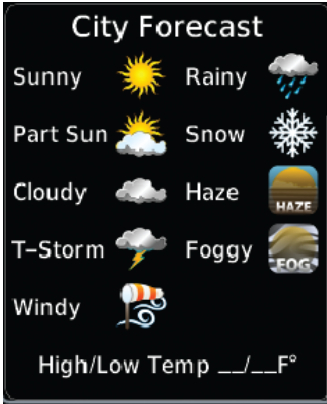 City Forecast
Sunny Rainy
Part Sun Snow
Cloudy Haze HAZE
T-Storm Foggy FOG
Windy
High/Low Temp __/__F°